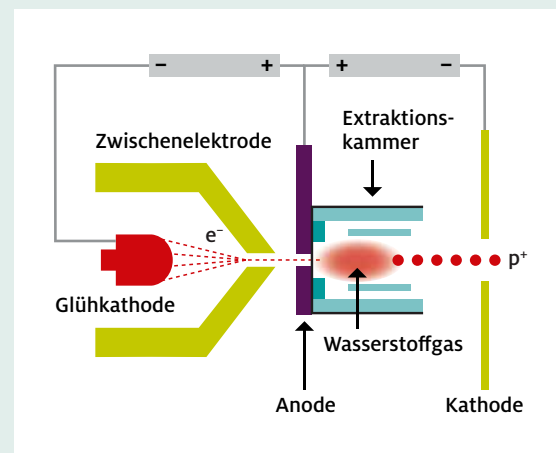 − + + −
Extraktions-
kammer
Zwischenelektrode
e−
p+
Glühkathode
Wasserstoffgas
Anode
Kathode